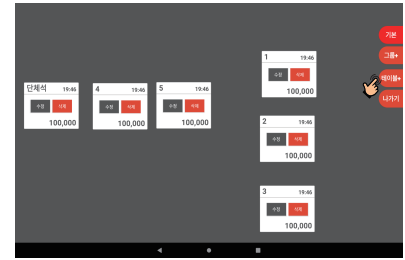 기본
그룹+
테이블+
나가기
1 19:46
수정 삭제
100,000
단체석 19:46
수정 삭제
100,000
4 19:46
수정 삭제
100,000
5 19:46
수정 삭제
100,000
2 19:46
수정 삭제
100,000
3 19:46
수정 삭제
100,000